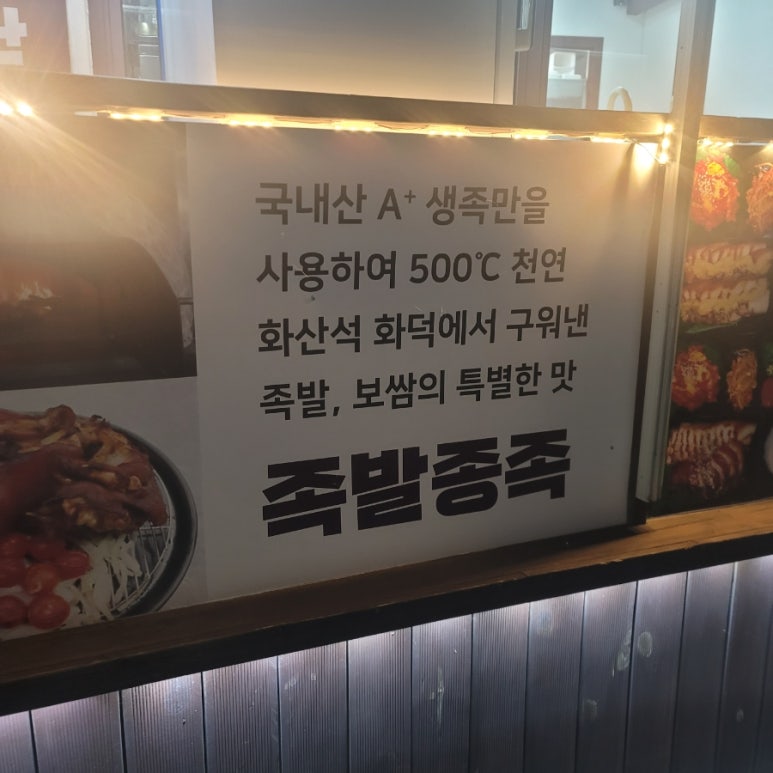 국내산 A⁺ 생족만을
사용하여 500℃ 천연
화산석 화덕에서 구워낸
족발, 보쌈의 특별한 맛
족발종족